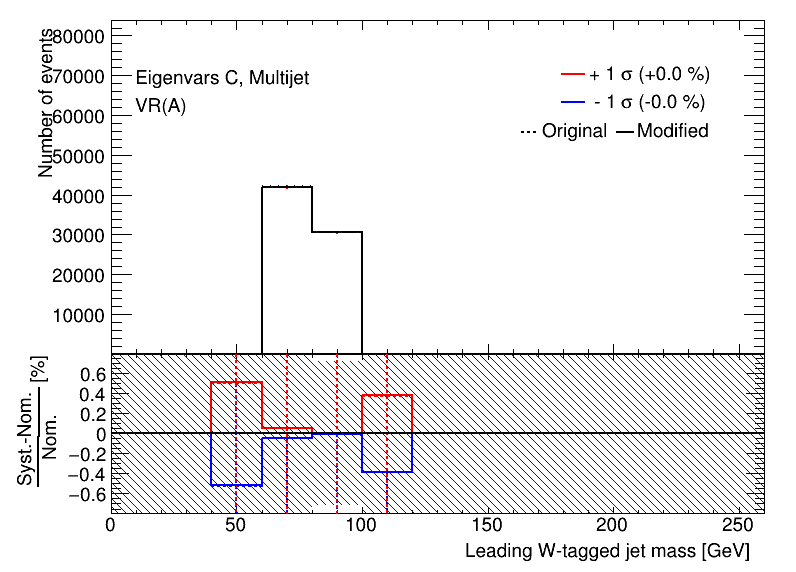 Number of events
80000
70000
60000
50000
40000
30000
20000
10000
Eigenvars C, Multijet
VR(A)
+ 1 σ (+0.0 %)
- 1 σ (-0.0 %)
Original Modified
Syst.-Nom.
Nom.
[%]
0.6
0.4
0.2
0
−0.2
−0.4
−0.6
0 50 100 150 200 250
Leading W-tagged jet mass [GeV]